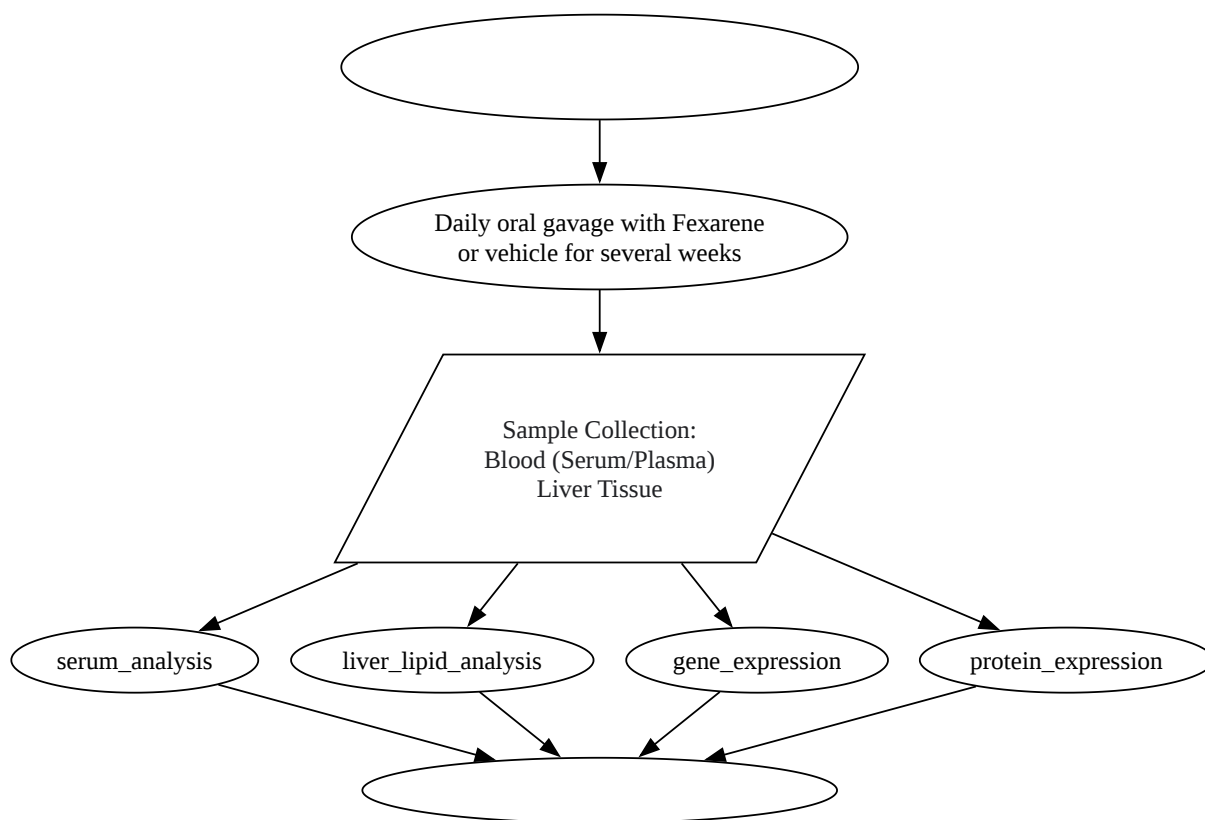 Daily oral gavage with Fexarene
or vehicle for several weeks
Sample Collection:
Blood (Serum/Plasma)
Liver Tissue
serum_analysis
liver_lipid_analysis
gene_expression
protein_expression